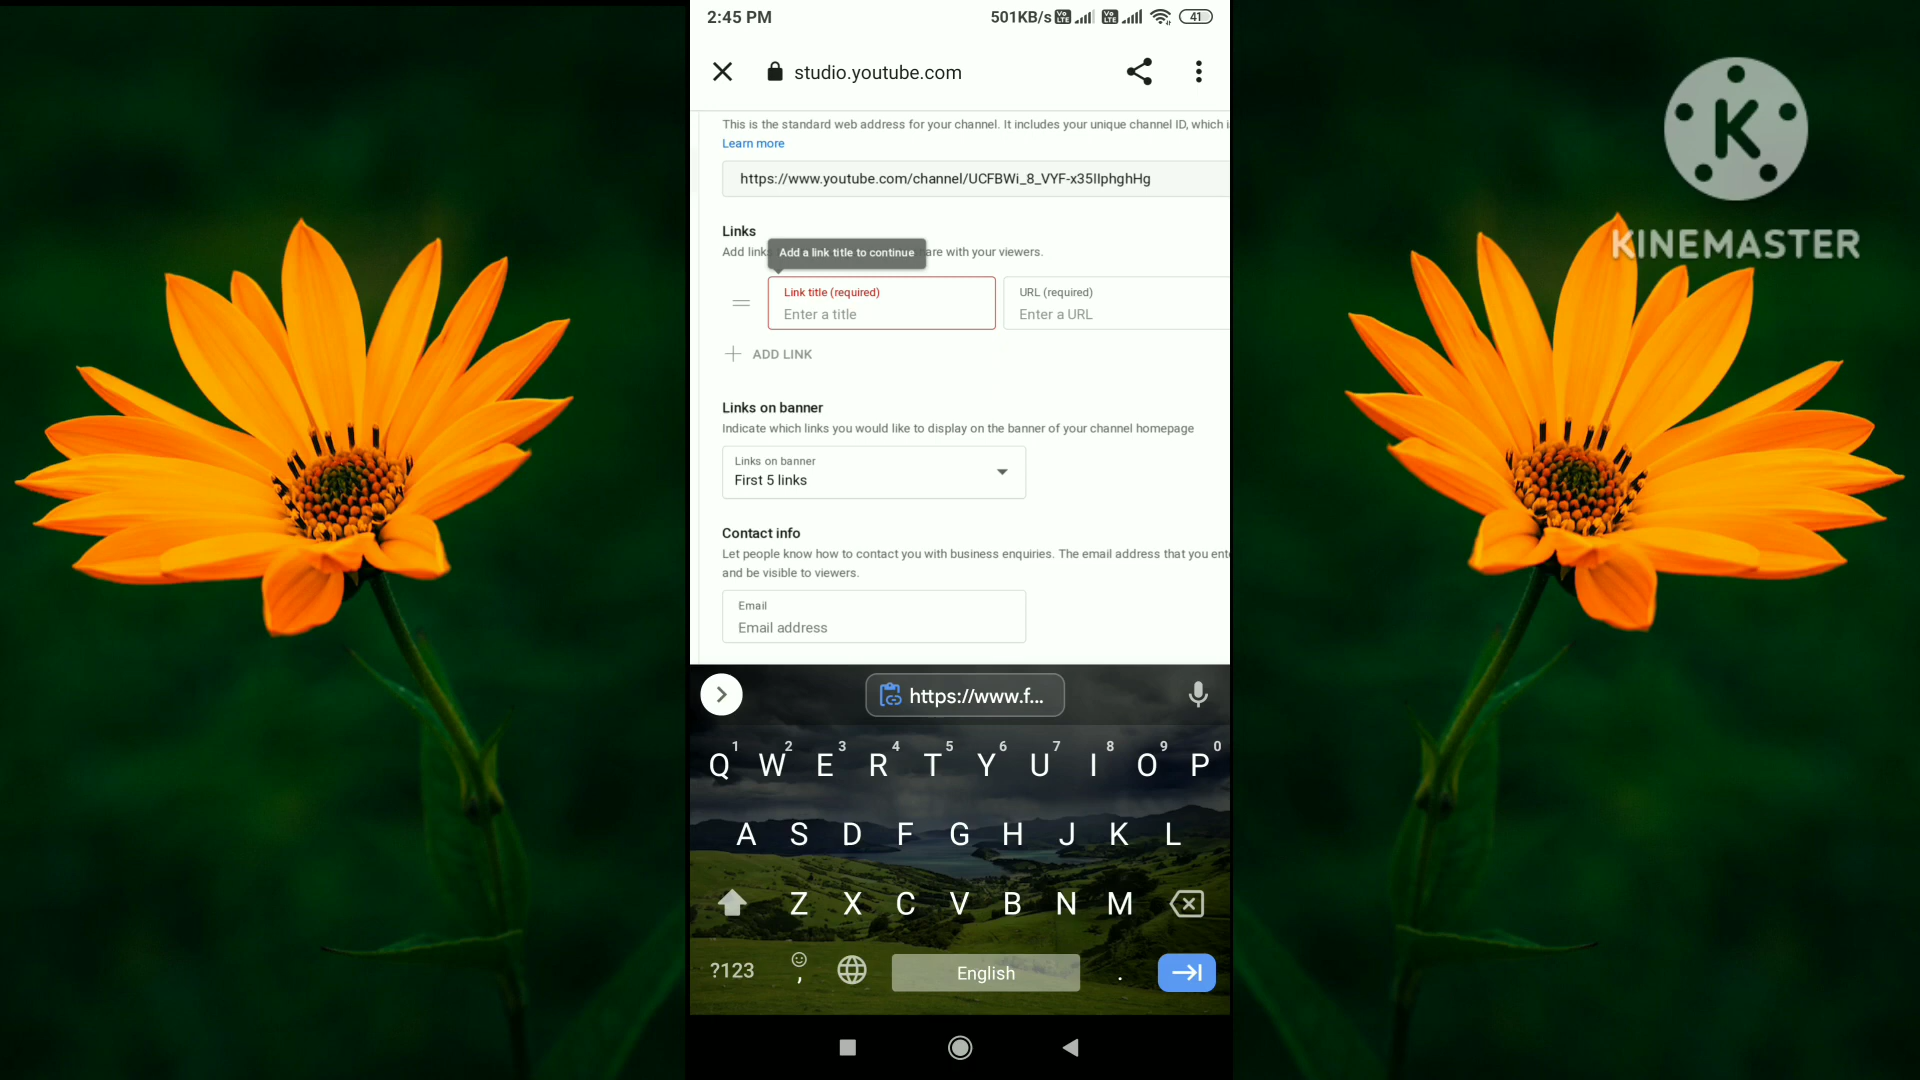 2:45 PM
501KB/s Vo LTE Vo LTE 41
studio.youtube.com
This is the standard web address for your channel. It includes your unique channel ID, which
Learn more
https://www.youtube.com/channel/UCFBWi_8_VYF-x35IIphghHg
Links
Add links are with your viewers.
Add a link title to continue
Link title (required)
Enter a title
URL (required)
Enter a URL
ADD LINK
Links on banner
Indicate which links you would like to display on the banner of your channel homepage
Links on banner
First 5 links
Contact info
Let people know how to contact you with business enquiries. The email address that you
and be visible to viewers.
Email
Email address
https://www.f...
1 2 3 4 5 6 7 8 9 0
Q W E R T Y U I O P
A S D F G H J K L
Z X C V B N M
?123 , English .
K
KINEMASTER